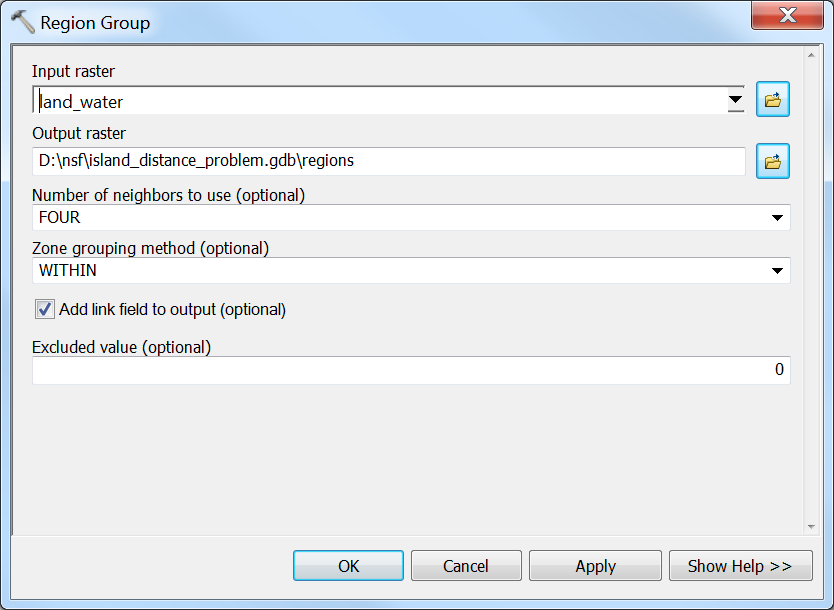 Region Group
Input raster
land_water
Output raster
D:\nsf\island_distance_problem.gdb\regions
Number of neighbors to use (optional)
FOUR
Zone grouping method (optional)
WITHIN
Add link field to output (optional)
Excluded value (optional)
0
OK Cancel Apply Show Help >>